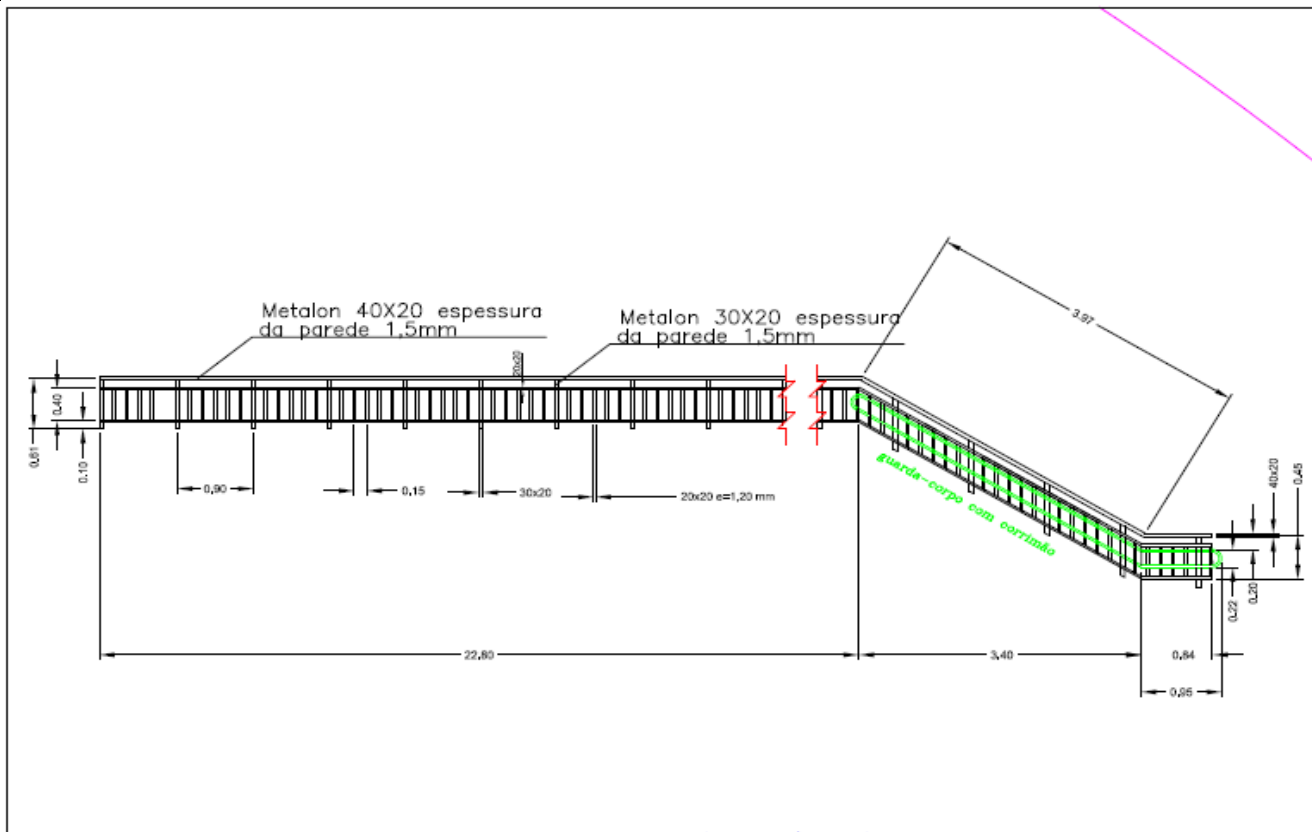 Metalon 40X20 espessura
da parede 1,5mm
Metalon 30X20 espessura
da parede 1,5mm
20x20
3.97
0.61
0.40
0.10
0.90
0.15
30x20
20x20 e=1,20 mm
guarda-corpo com corrimão
40x20
0.45
0.22
0.20
22.80
3.40
0.84
0.95